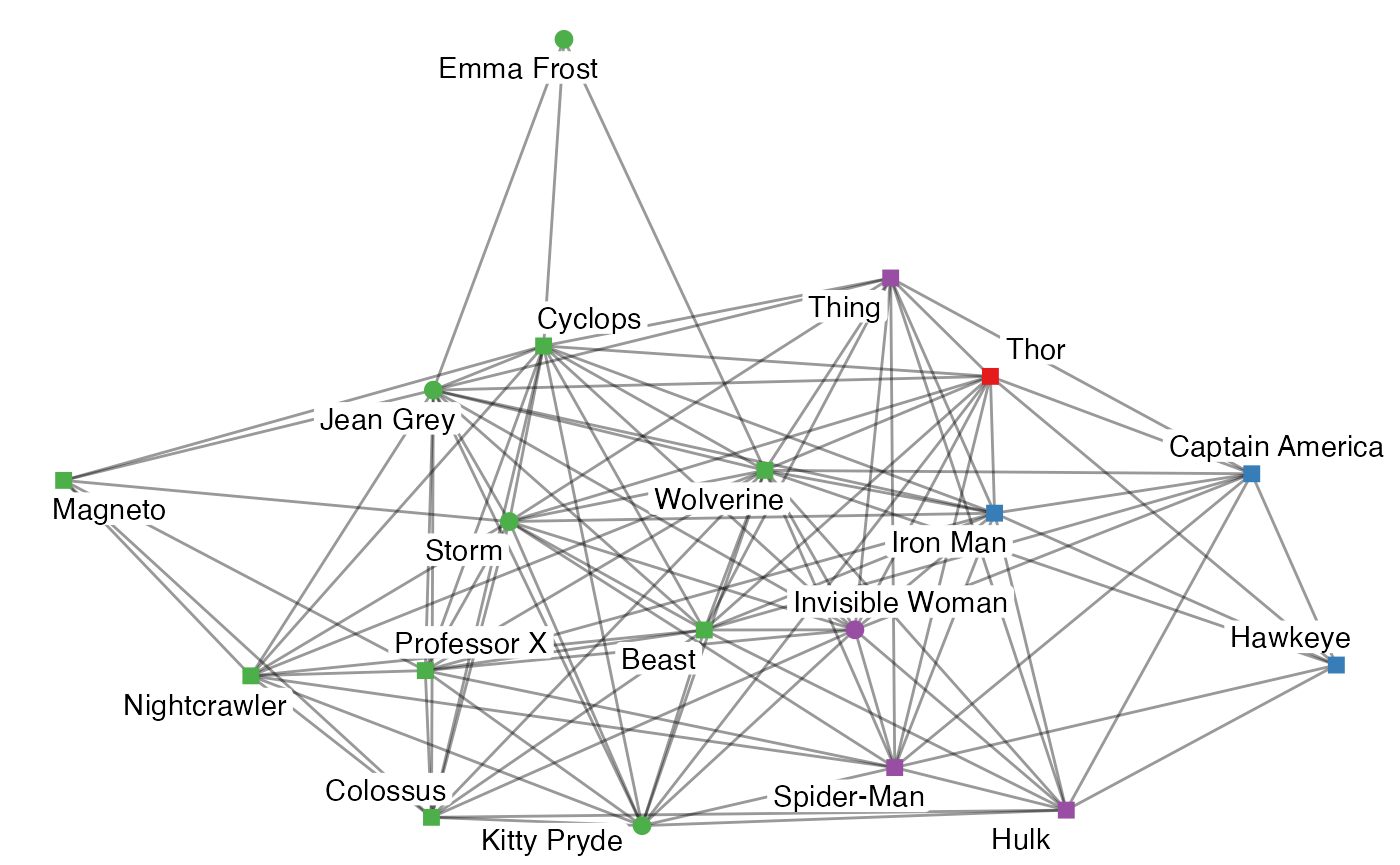 Emma Frost
Thing
Cyclops
Thor
Jean Grey
Captain America
Wolverine
Magneto
Iron Man
Storm
Invisible Woman
Hawkeye
Professor X
Beast
Nightcrawler
Colossus
Spider-Man
Kitty Pryde
Hulk